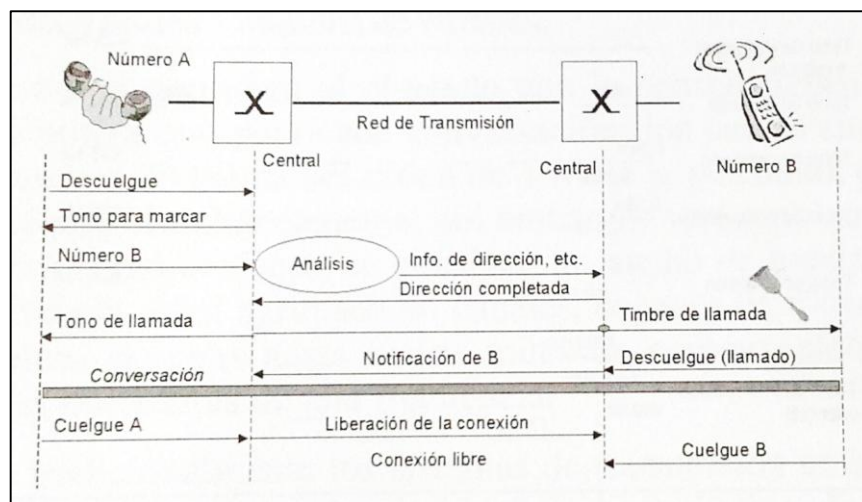 Número A
Red de Transmisión
Central
Central
Número B
Descuelgue
Tono para marcar
Número B
Análisis
Info. de dirección, etc.
Dirección completada
Tono de llamada
Timbre de llamada
Notificación de B
Descuelgue (llamado)
Conversación
Cuelgue A
Liberación de la conexión
Conexión libre
Cuelgue B